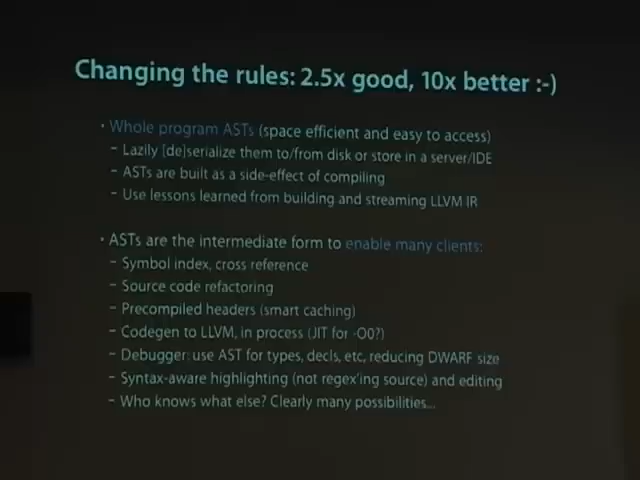 Changing the rules: 2.5x good, 10x better :-)
· Whole program ASTs (space efficient and easy to access)
– Lazily [de]serialize them to/from disk or store in a server/IDE
– ASTs are built as a side-effect of compiling
– Use lessons learned from building and streaming LLVM IR
· ASTs are the intermediate form to enable many clients:
– Symbol index, cross reference
– Source code refactoring
– Precompiled headers (smart caching)
– Codegen to LLVM, in process (JIT for -O0?)
– Debugger: use AST for types, decls, etc, reducing DWARF size
– Syntax-aware highlighting (not regex'ing source) and editing
– Who knows what else? Clearly many possibilities...